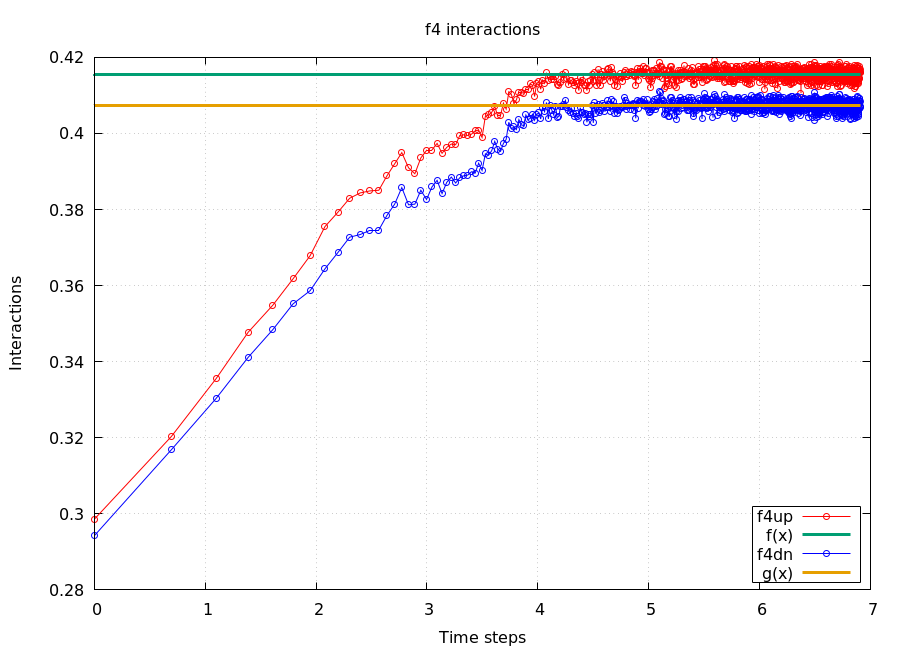 f4 interactions
0.42
0.4
0.38
0.36
0.34
0.32
0.3
0.28
Interactions
0 1 2 3 4 5 6 7
Time steps
f4up
f(x)
f4dn
g(x)